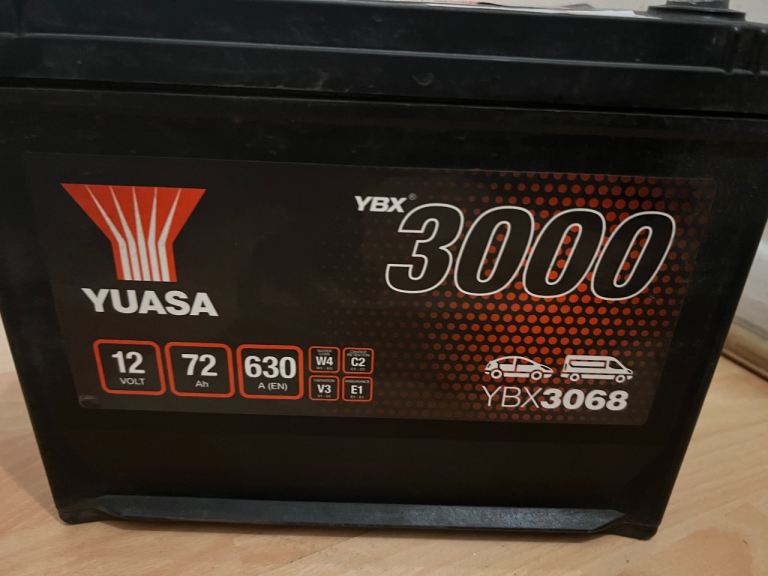 YBX®
3000
YUASA
12
VOLT
72
Ah
630
A (EN)
W4
C2
V3
E1
YBX3068